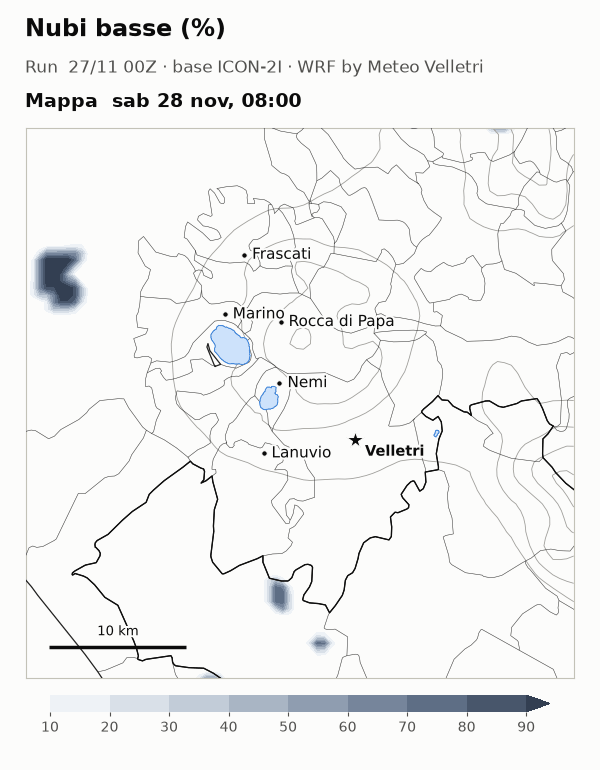 Nubi basse (%)
Run 27/11 00Z · base ICON-2I · WRF by Meteo Velletri
Mappa sab 28 nov, 08:00
Frascati
Marino
Rocca di Papa
Nemi
Velletri
Lanuvio
10 km
10 20 30 40 50 60 70 80 90